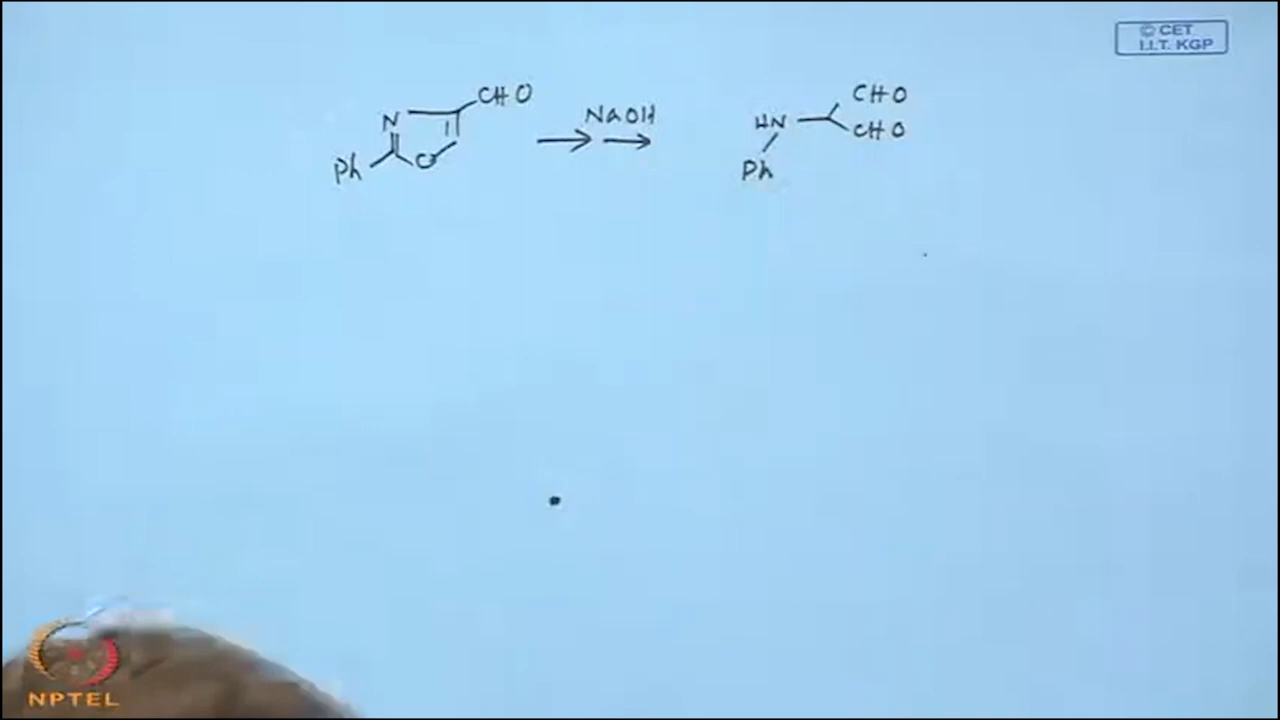 © CET
I.I.T. KGP
N CHO
Ph O
NaOH
HN CHO
CHO
Ph
NPTEL